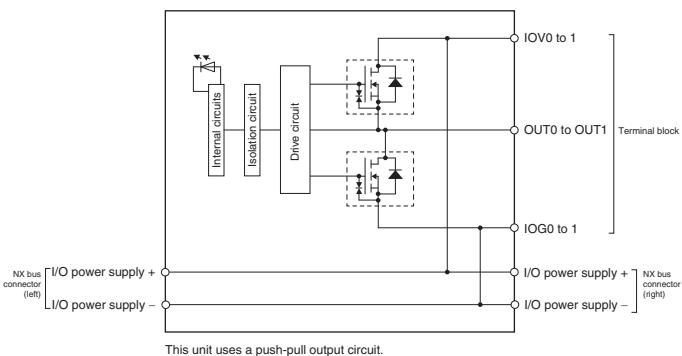 IOV0 to 1
Internal circuits
Isolation circuit
Drive circuit
OUT0 to OUT1
Terminal block
IOG0 to 1
NX bus
connector
(left)
I/O power supply +
I/O power supply −
I/O power supply +
I/O power supply −
NX bus
connector
(right)
This unit uses a push-pull output circuit.